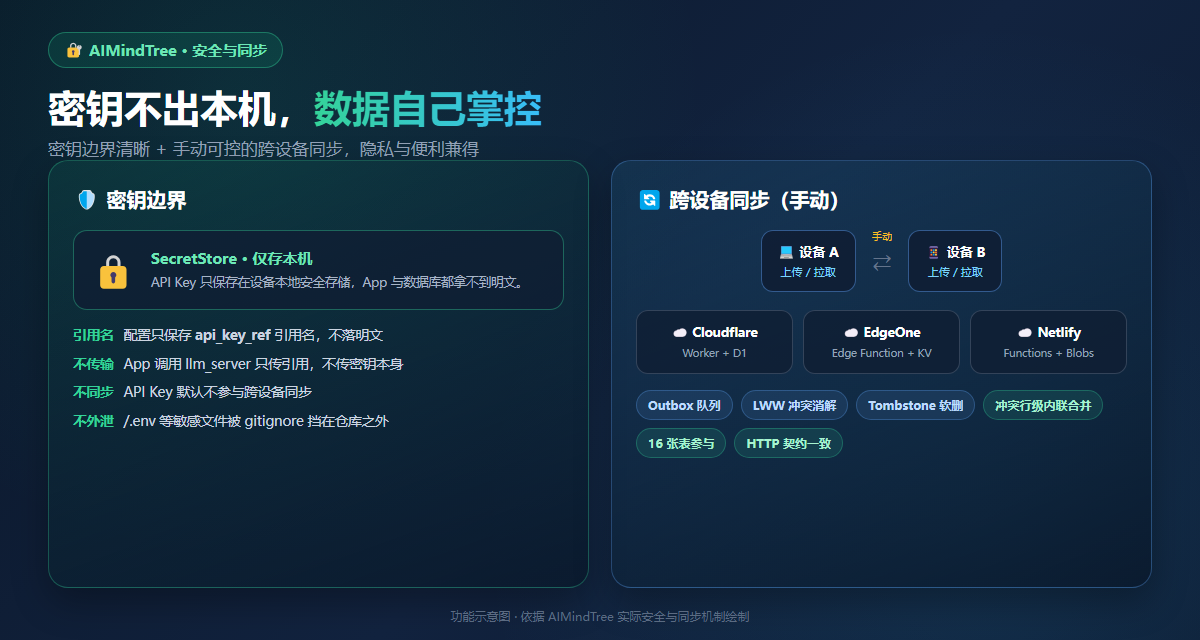 AIMindTree • 安全与同步
密钥不出本机，数据自己掌控
密钥边界清晰 + 手动可控的跨设备同步，隐私与便利兼得
密钥边界
SecretStore • 仅存本机
API Key 只保存在设备本地安全存储，App 与数据库都拿不到明文。
引用名 配置只保存 api_key_ref 引用名，不落明文
不传输 App 调用 llm_server 只传引用，不传密钥本身
不同步 API Key 默认不参与跨设备同步
不外泄 /.env 等敏感文件被 gitignore 挡在仓库之外
跨设备同步（手动）
设备 A
上传 / 拉取
手动
⇄
设备 B
上传 / 拉取
Cloudflare
Worker + D1
EdgeOne
Edge Function + KV
Netlify
Functions + Blobs
Outbox 队列 LWW 冲突消解 Tombstone 软删 冲突行级内联合并
16 张表参与 HTTP 契约一致
功能示意图 · 依据 AIMindTree 实际安全与同步机制绘制